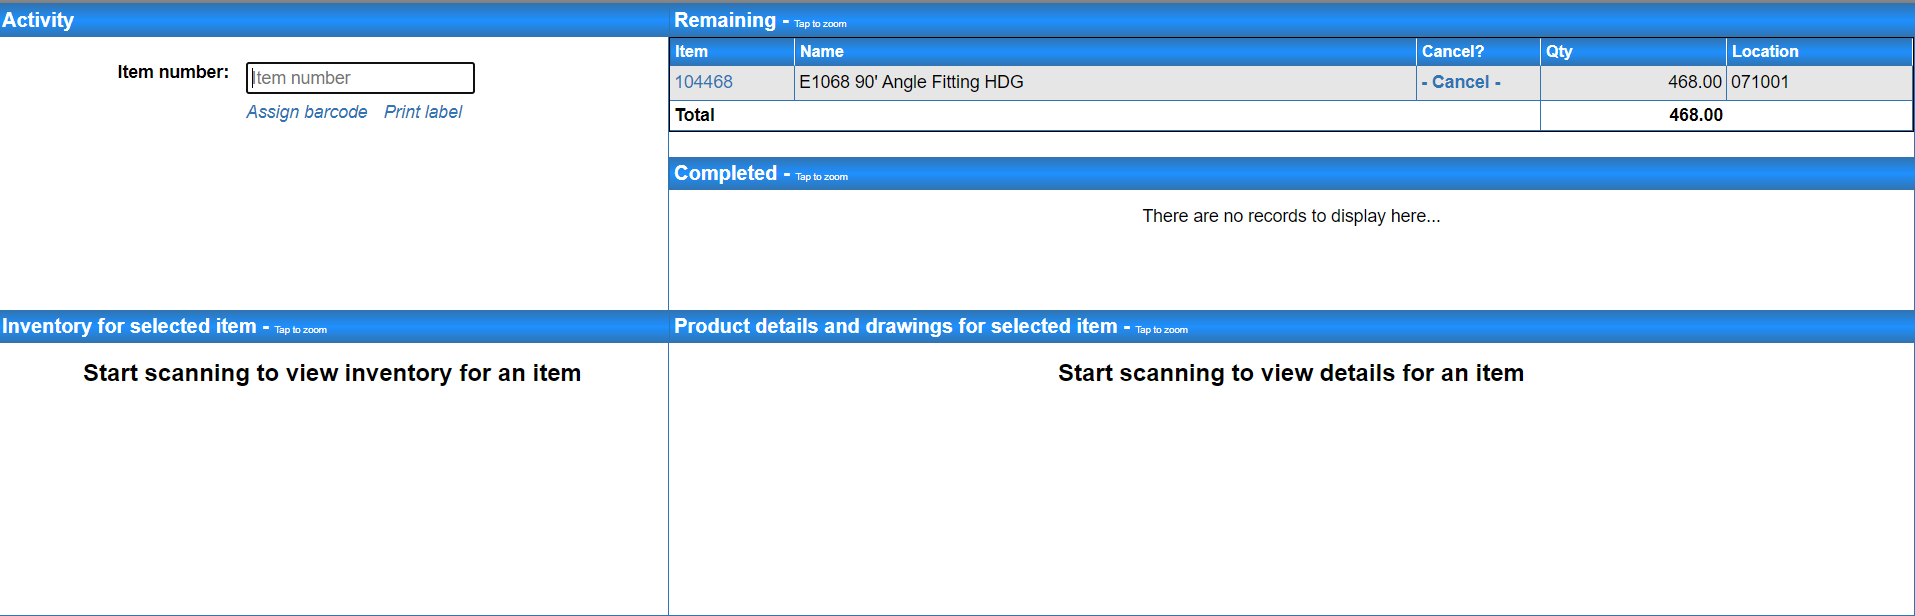 Activity
Item number: Item number
Assign barcode Print label
Remaining - Tap to zoom
Item Name Cancel? Qty Location
104468 E1068 90' Angle Fitting HDG - Cancel - 468.00 071001
Total 468.00
Completed - Tap to zoom
There are no records to display here...
Inventory for selected item - Tap to zoom
Start scanning to view inventory for an item
Product details and drawings for selected item - Tap to zoom
Start scanning to view details for an item